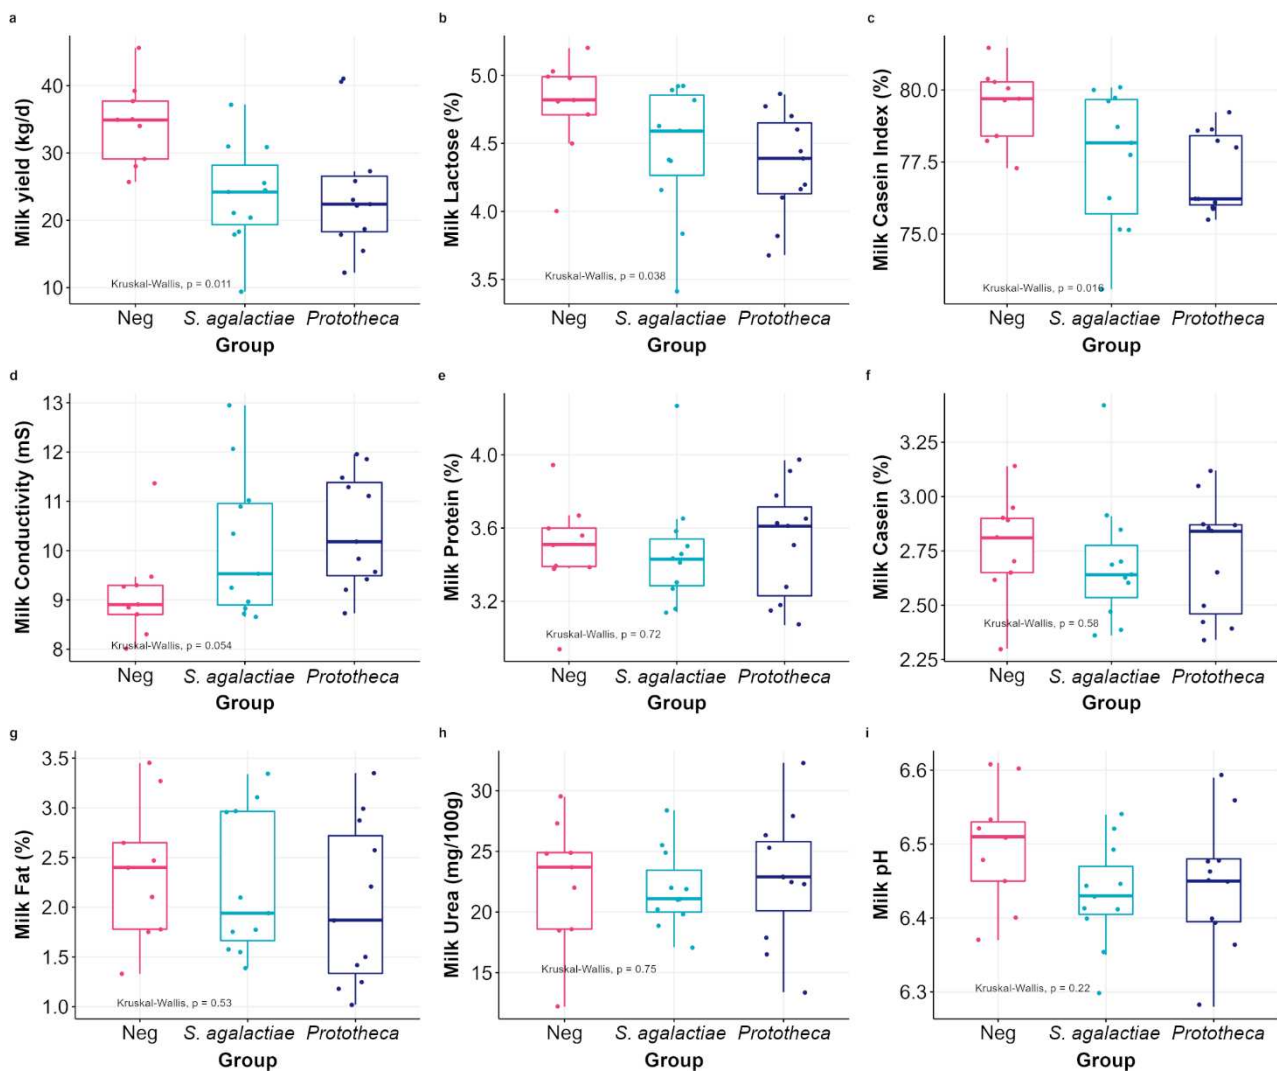 a
Milk yield (kg/d)
40
30
20
10
Kruskal-Wallis, p = 0.011
Neg S. agalactiae Prototheca
Group
b
Milk Lactose (%)
5.0
4.5
4.0
3.5
Kruskal-Wallis, p = 0.038
Neg S. agalactiae Prototheca
Group
c
Milk Casein Index (%)
80.0
77.5
75.0
Kruskal-Wallis, p = 0.016
Neg S. agalactiae Prototheca
Group
d
Milk Conductivity (mS)
13
12
11
10
9
8
Kruskal-Wallis, p = 0.054
Neg S. agalactiae Prototheca
Group
e
Milk Protein (%)
4.0
3.6
3.2
Kruskal-Wallis, p = 0.72
Neg S. agalactiae Prototheca
Group
f
Milk Casein (%)
3.25
3.00
2.75
2.50
2.25
Kruskal-Wallis, p = 0.58
Neg S. agalactiae Prototheca
Group
g
Milk Fat (%)
3.5
3.0
2.5
2.0
1.5
1.0
Kruskal-Wallis, p = 0.53
Neg S. agalactiae Prototheca
Group
h
Milk Urea (mg/100g)
30
25
20
15
Kruskal-Wallis, p = 0.75
Neg S. agalactiae Prototheca
Group
i
Milk pH
6.6
6.5
6.4
6.3
Kruskal-Wallis, p = 0.22
Neg S. agalactiae Prototheca
Group